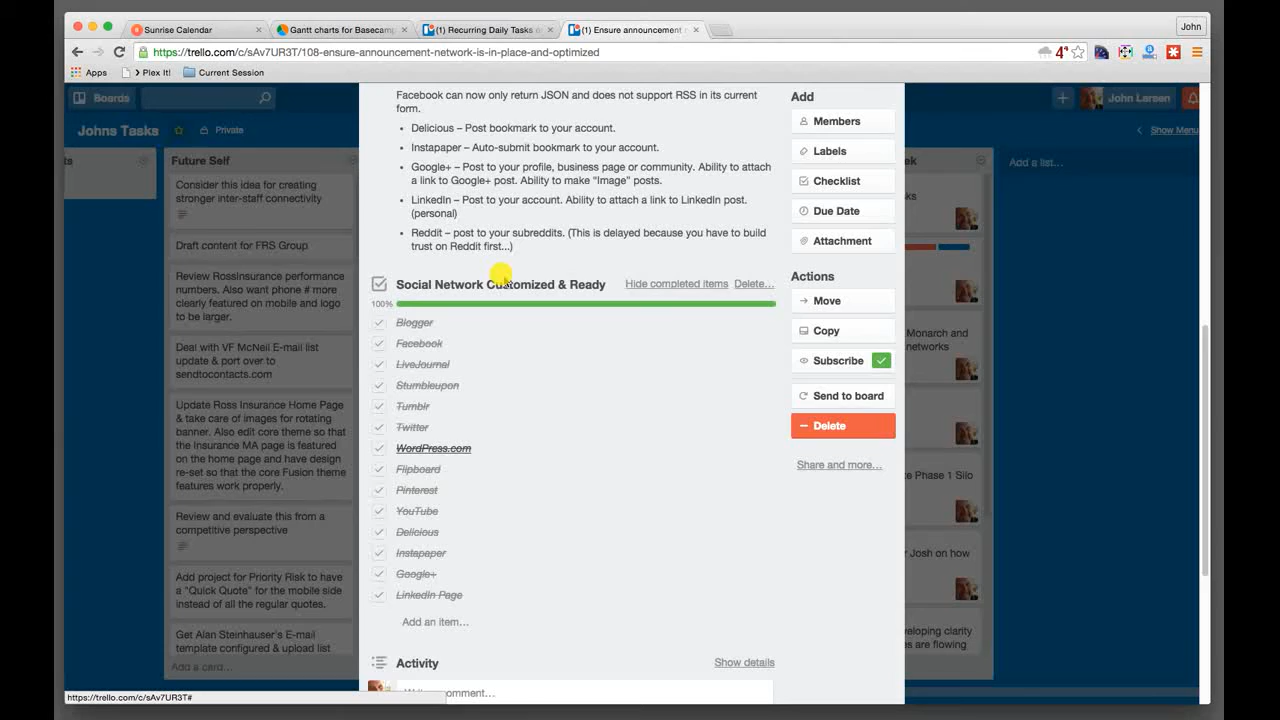 Sunrise Calendar
Gantt charts for Basecamp
(1) Recurring Daily Tasks
(1) Ensure announcement
John
https://trello.com/c/sAv7UR3T/108-ensure-announcement-network-is-in-place-and-optimized
Apps
> Plex It!
Current Session
Boards
John Larsen
Johns Tasks
Private
Show Menu
Future Self
Consider this idea for creating
stronger inter-staff connectivity
Draft content for FRS Group
Review RossInsurance performance
numbers. Also want phone # more
clearly featured on mobile and logo
to be larger.
Deal with VF McNeil E-mail list
update & port over to
sendtocontacts.com
Update Ross Insurance Home Page
& take care of images for rotating
banner. Also edit core theme so that
the Insurance MA page is featured
on the home page and have design
re-set so that the core Fusion theme
features work properly.
Review and evaluate this from a
competitive perspective
Add project for Priority Risk to have
a "Quick Quote" for the mobile side
instead of all the regular quotes.
Get Alan Steinhauser's E-mail
template configured & upload list
Add a card...
Facebook can now only return JSON and does not support RSS in its current
form.
• Delicious – Post bookmark to your account.
• Instapaper – Auto-submit bookmark to your account.
• Google+ – Post to your profile, business page or community. Ability to attach
a link to Google+ post. Ability to make "Image" posts.
• LinkedIn – Post to your account. Ability to attach a link to LinkedIn post.
(personal)
• Reddit – post to your subreddits. (This is delayed because you have to build
trust on Reddit first...)
Social Network Customized & Ready
Hide completed items
Delete...
100%
Blogger
Facebook
LiveJournal
Stumbleupon
Tumblr
Twitter
WordPress.com
Flipboard
Pinterest
YouTube
Delicious
Instapaper
Google+
LinkedIn Page
Add an item...
Activity
Show details
Add
Members
Labels
Checklist
Due Date
Attachment
Actions
Move
Copy
Subscribe
Send to board
Delete
Share and more...
Add a list...
Monarch and
networks
Phase 1 Silo
Josh on how
clarity
are flowing
https://trello.com/c/sAv7UR3T#